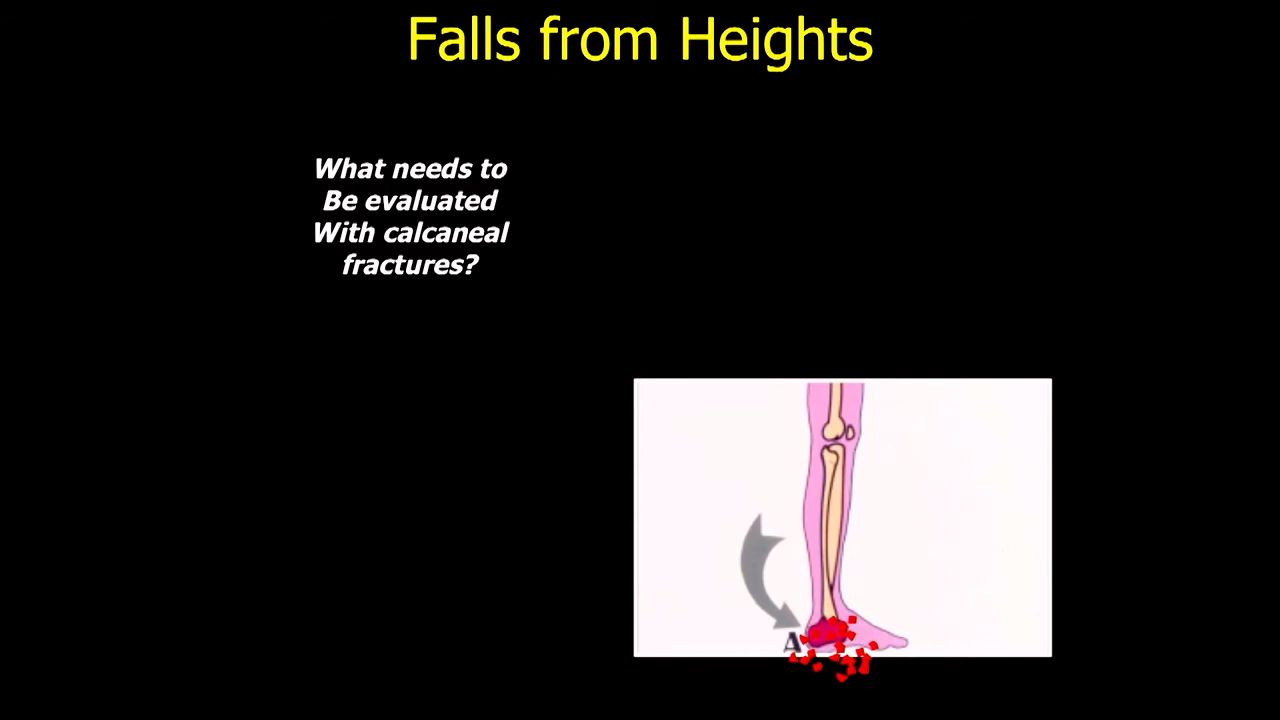 Falls from Heights
What needs to
Be evaluated
With calcaneal
fractures?
A